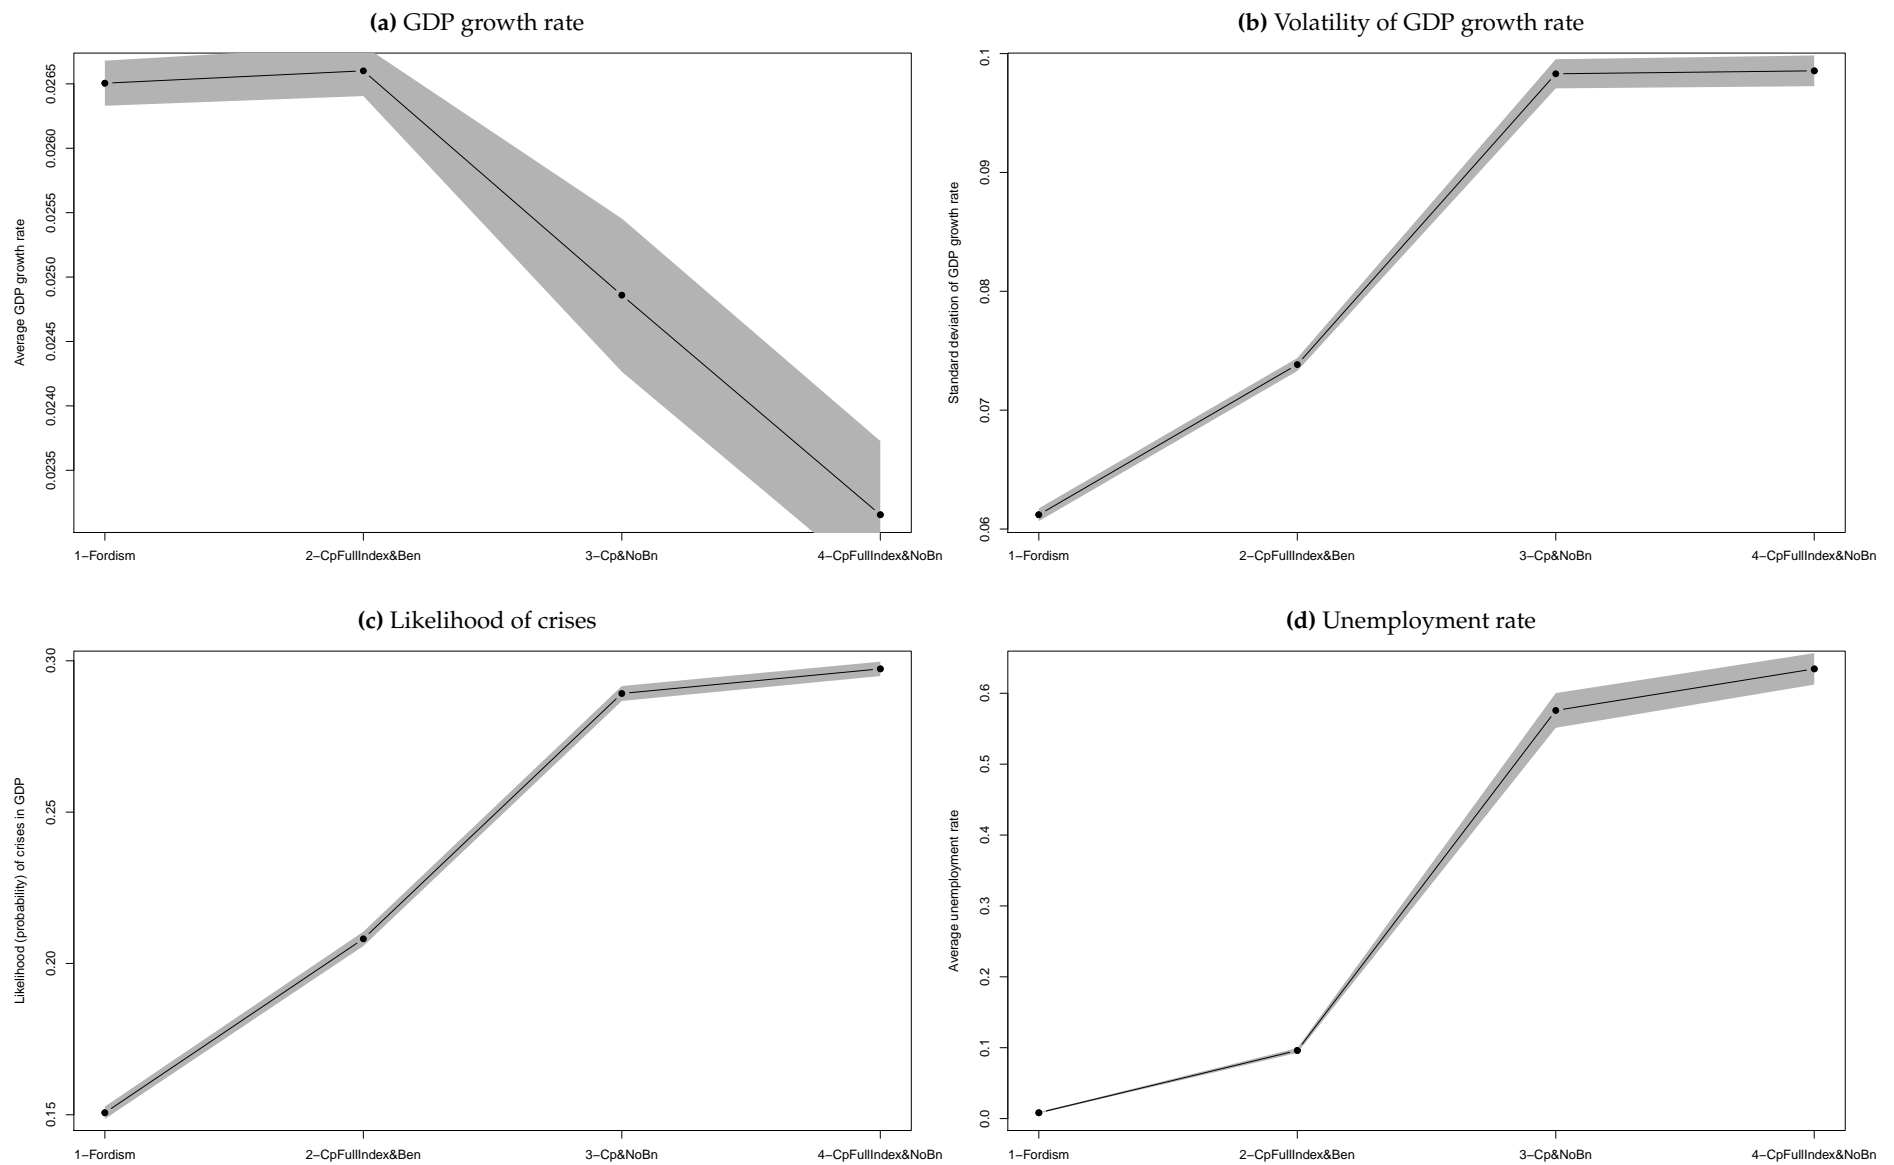 (a) GDP growth rate
Average GDP growth rate
0.0265
0.0260
0.0255
0.0250
0.0245
0.0240
0.0235
1−Fordism
2−CpFullIndex&Ben
3−Cp&NoBn
4−CpFullIndex&NoBn
(b) Volatility of GDP growth rate
Standard deviation of GDP growth rate
0.1
0.09
0.08
0.07
0.06
1−Fordism
2−CpFullIndex&Ben
3−Cp&NoBn
4−CpFullIndex&NoBn
(c) Likelihood of crises
Likelihood (probability) of crises in GDP
0.30
0.25
0.20
0.15
1−Fordism
2−CpFullIndex&Ben
3−Cp&NoBn
4−CpFullIndex&NoBn
(d) Unemployment rate
Average unemployment rate
0.6
0.5
0.4
0.3
0.2
0.1
0.0
1−Fordism
2−CpFullIndex&Ben
3−Cp&NoBn
4−CpFullIndex&NoBn